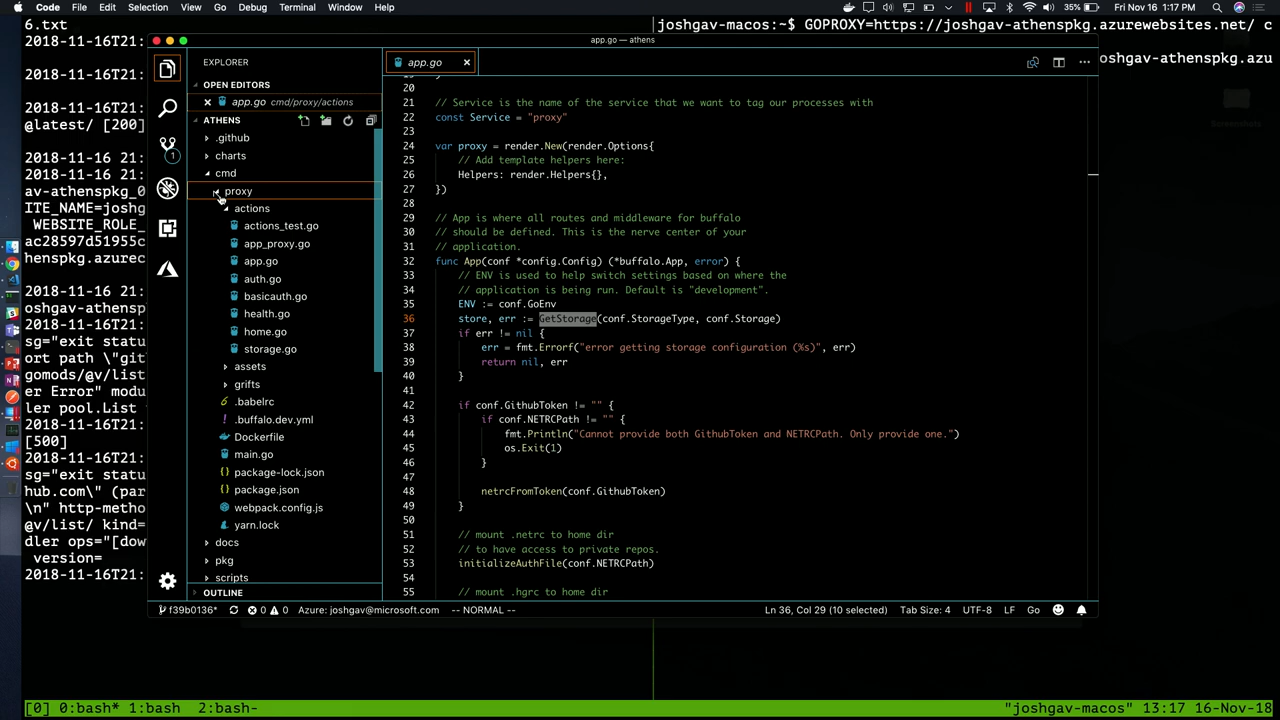 Code File Edit Selection View Go Debug Terminal Window Help 35% Fri Nov 16 1:17 PM
6.txt
joshgav-macos:~$ GOPROXY=https://joshgav-athenspkg.azurewebsites.net/ c
2018-11-16T21:
app.go — athens
oshgav-athenspkg.azu
2018-11-16T21:
@latest/ [200]
2018-11-16 21:
2018-11-16 21:
av-athenspkg_0
ITE_NAME=joshg
WEBSITE_ROLE_
ac28597d51955c
henspkg.azurec
2018-11-16 21:
2018-11-16T21:
sg="exit statu
ort path \"git
gomods/@v/list
er Error" modu
ler pool.List
[500]
sg="exit statu
hub.com\" (par
\n" http-metho
@v/list/ kind=
dler ops="[dow
version=
2018-11-16T21:
EXPLORER
OPEN EDITORS
app.go cmd/proxy/actions
ATHENS
.github
charts
cmd
proxy
actions
actions_test.go
app_proxy.go
app.go
auth.go
basicauth.go
health.go
home.go
storage.go
assets
grifts
.babelrc
.buffalo.dev.yml
Dockerfile
main.go
package-lock.json
package.json
webpack.config.js
yarn.lock
docs
pkg
scripts
OUTLINE
1
app.go
19 }
20
21 // Service is the name of the service that we want to tag our processes with
22 const Service = "proxy"
24 var proxy = render.New(render.Options{
25 // Add template helpers here:
26 Helpers: render.Helpers{},
27 })
28
29 // App is where all routes and middleware for buffalo
30 // should be defined. This is the nerve center of your
31 // application.
32 func App(conf *config.Config) (*buffalo.App, error) {
33 // ENV is used to help switch settings based on where the
34 // application is being run. Default is "development".
35 ENV := conf.GoEnv
36 store, err := GetStorage(conf.StorageType, conf.Storage)
37 if err != nil {
38 err = fmt.Errorf("error getting storage configuration (%s)", err)
39 return nil, err
40 }
41
42 if conf.GithubToken != "" {
43 if conf.NETRCPath != "" {
44 fmt.Println("Cannot provide both GithubToken and NETRCPath. Only provide one.")
45 os.Exit(1)
46 }
47
48 netrcFromToken(conf.GithubToken)
49 }
50
51 // mount .netrc to home dir
52 // to have access to private repos.
53 initializeAuthFile(conf.NETRCPath)
54
55 // mount .hgrc to home dir
f39b0136* 0 0 Azure: joshgav@microsoft.com -- NORMAL -- Ln 36, Col 29 (10 selected) Tab Size: 4 UTF-8 LF Go
Screenshots
[0] 0:bash* 1:bash 2:bash- "joshgav-macos" 13:17 16-Nov-18